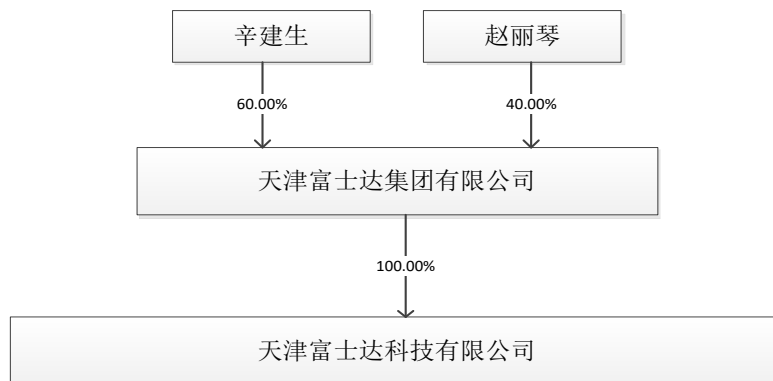 辛建生
赵丽琴
60.00%
40.00%
天津富士达集团有限公司
100.00%
天津富士达科技有限公司